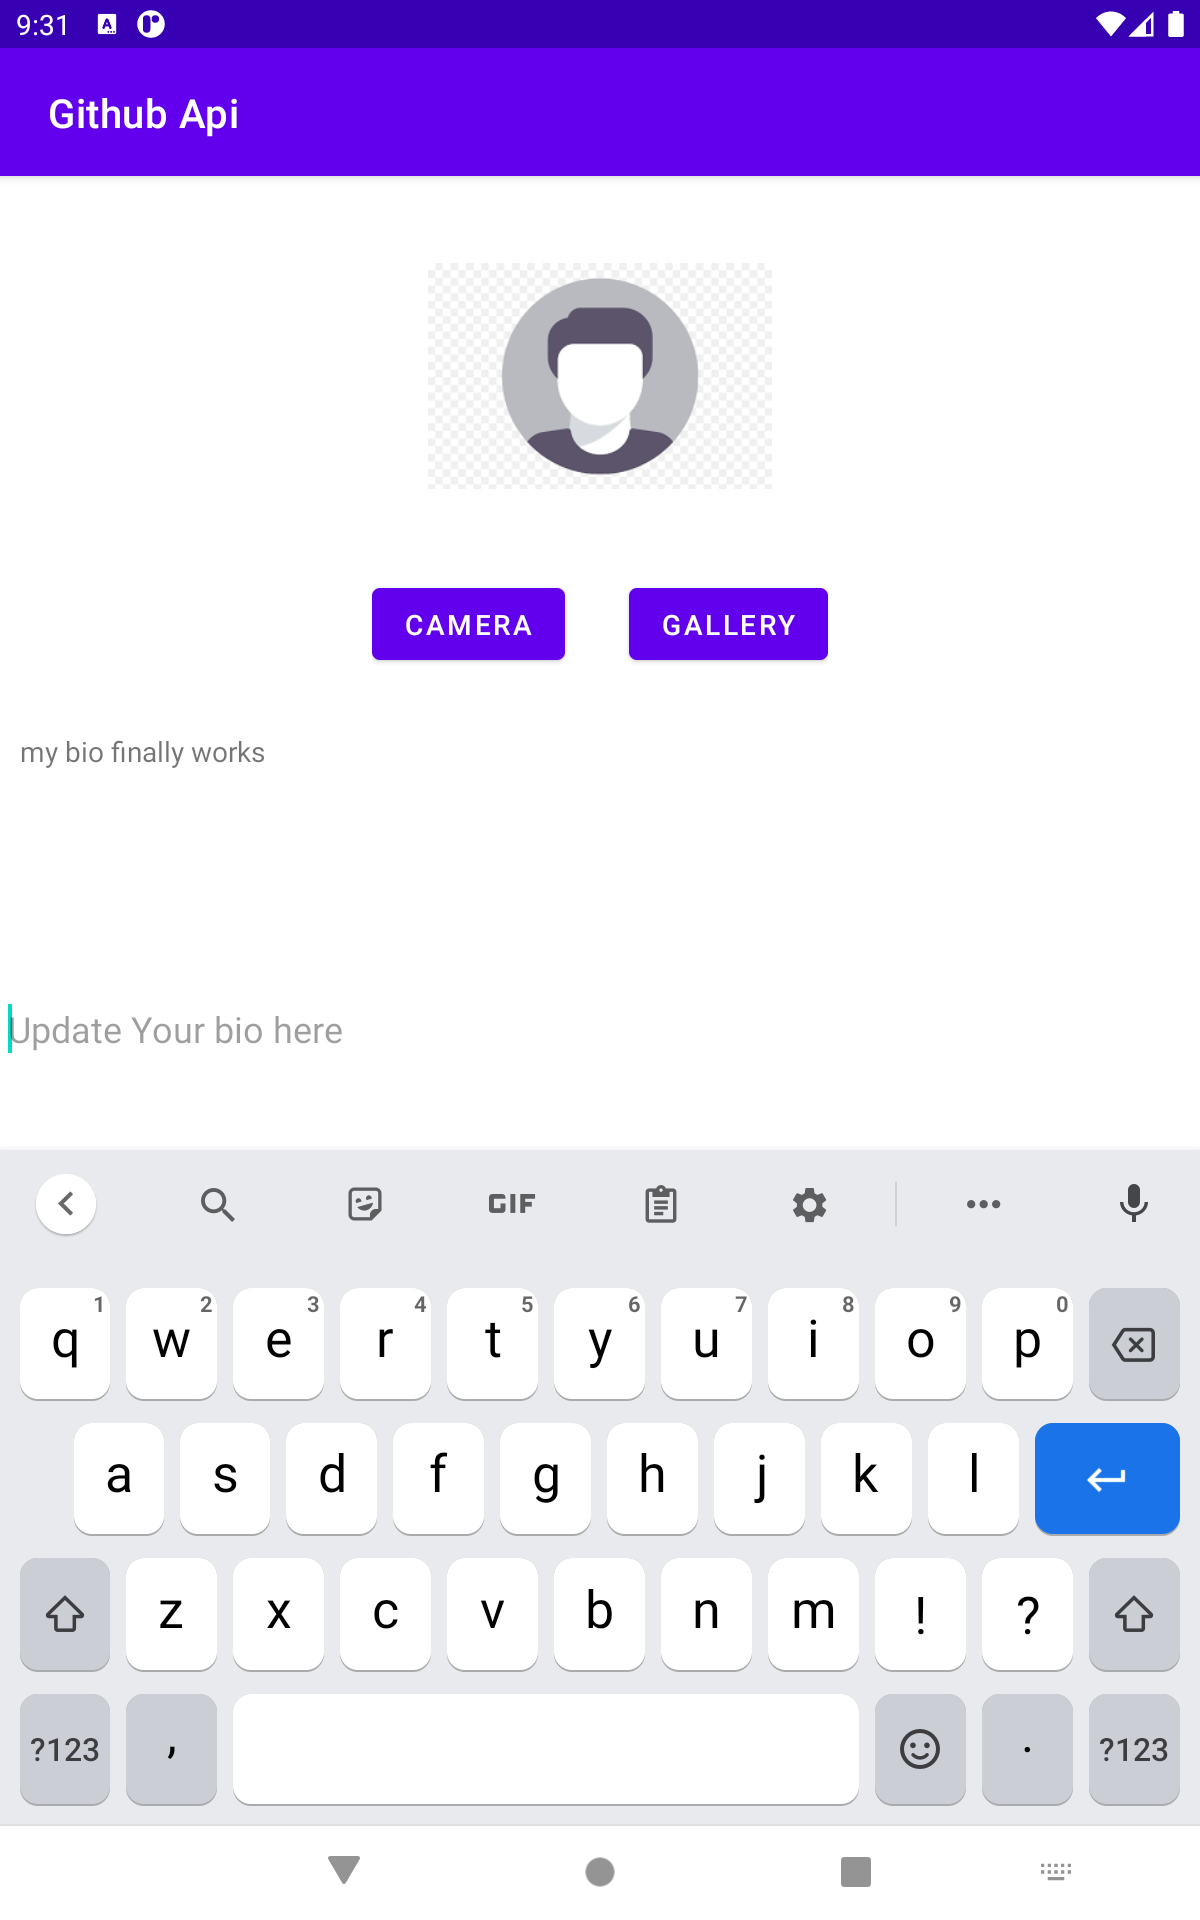 9:31
Github Api
CAMERA GALLERY
my bio finally works
Update Your bio here
GIF
q 1 w 2 e 3 r 4 t 5 y 6 u 7 i 8 o 9 p 0
a s d f g h j k l
z x c v b n m ! ?
?123 , . ?123